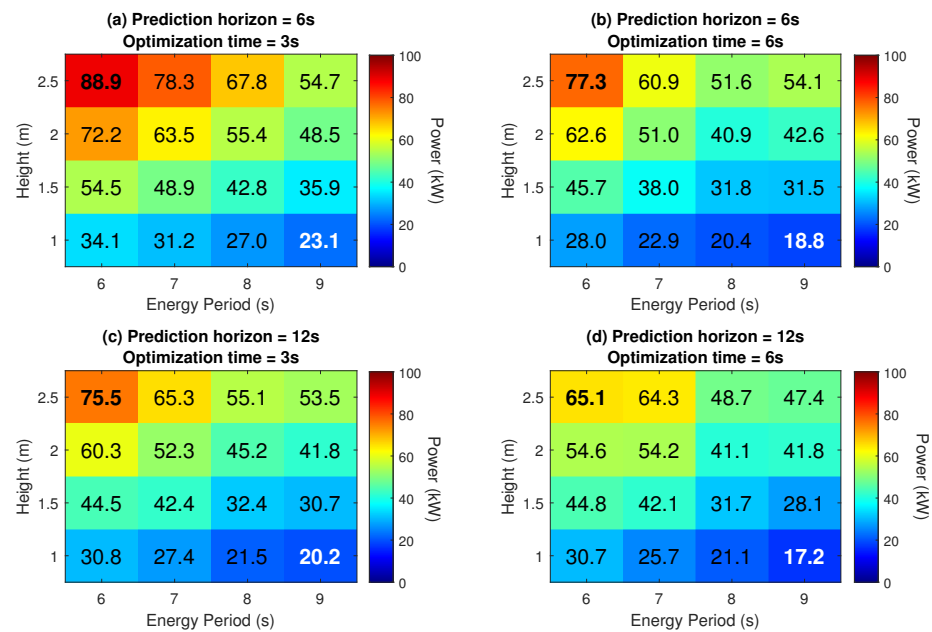 (a) Prediction horizon = 6s
Optimization time = 3s
2.5 88.9 78.3 67.8 54.7
2 72.2 63.5 55.4 48.5
1.5 54.5 48.9 42.8 35.9
1 34.1 31.2 27.0 23.1
6 7 8 9
Energy Period (s)
Height (m)
100
80
60
40
20
0
Power (kW)
(b) Prediction horizon = 6s
Optimization time = 6s
2.5 77.3 60.9 51.6 54.1
2 62.6 51.0 40.9 42.6
1.5 45.7 38.0 31.8 31.5
1 28.0 22.9 20.4 18.8
6 7 8 9
Energy Period (s)
Height (m)
100
80
60
40
20
0
Power (kW)
(c) Prediction horizon = 12s
Optimization time = 3s
2.5 75.5 65.3 55.1 53.5
2 60.3 52.3 45.2 41.8
1.5 44.5 42.4 32.4 30.7
1 30.8 27.4 21.5 20.2
6 7 8 9
Energy Period (s)
Height (m)
100
80
60
40
20
0
Power (kW)
(d) Prediction horizon = 12s
Optimization time = 6s
2.5 65.1 64.3 48.7 47.4
2 54.6 54.2 41.1 41.8
1.5 44.8 42.1 31.7 28.1
1 30.7 25.7 21.1 17.2
6 7 8 9
Energy Period (s)
Height (m)
100
80
60
40
20
0
Power (kW)